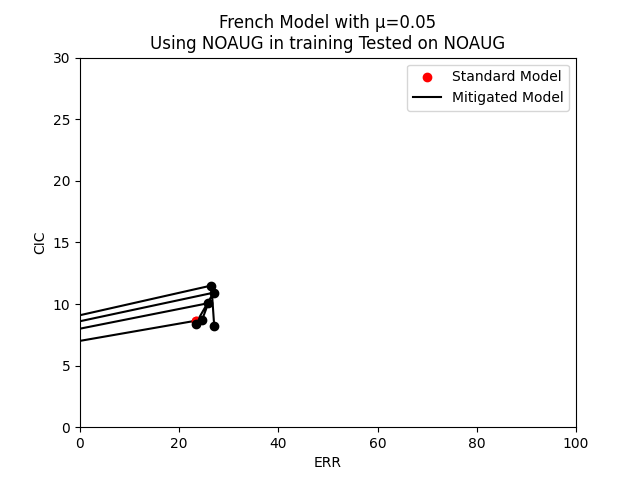 French Model with μ=0.05
Using NOAUG in training Tested on NOAUG
Standard Model
Mitigated Model
30
25
20
15
10
5
0
CIC
0 20 40 60 80 100
ERR